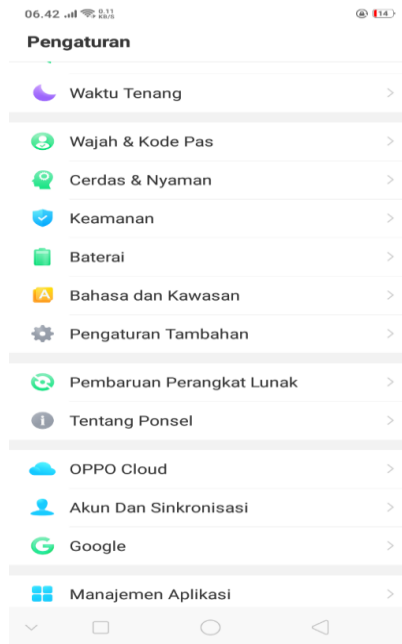 06.42 0.11 KB/S 14
Pengaturan
Waktu Tenang
Wajah & Kode Pas
Cerdas & Nyaman
Keamanan
Baterai
A Bahasa dan Kawasan
Pengaturan Tambahan
Pembaruan Perangkat Lunak
i Tentang Ponsel
OPPO Cloud
Akun Dan Sinkronisasi
G Google
Manajemen Aplikasi